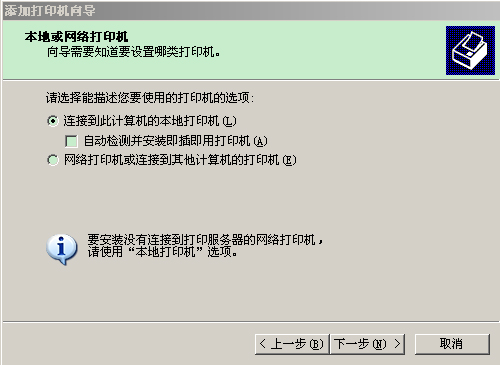 添加打印机向导
本地或网络打印机
向导需要知道要设置哪类打印机。
请选择能描述您要使用的打印机的选项:
连接到此计算机的本地打印机(L)
自动检测并安装即插即用打印机(A)
网络打印机或连接到其他计算机的打印机(E)
要安装没有连接到打印服务器的网络打印机，
请使用“本地打印机”选项。
< 上一步(B) 下一步(N) > 取消